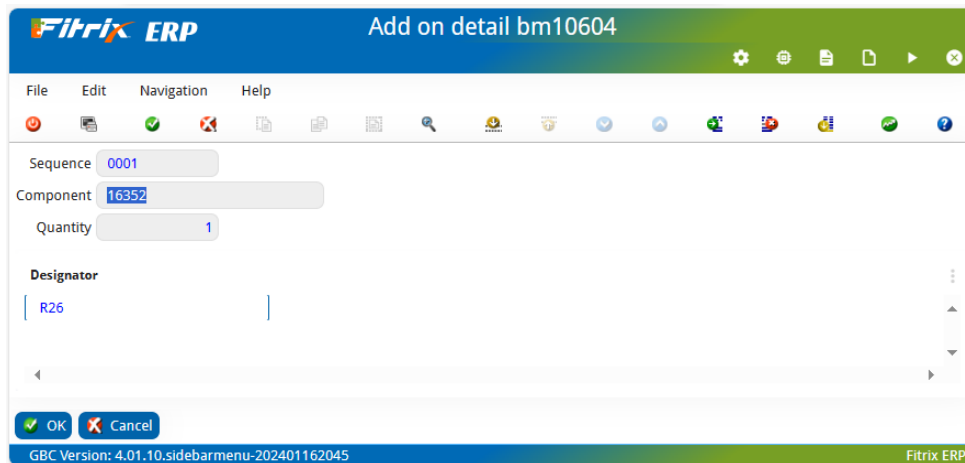 Fitrix ERP
Add on detail bm10604
File Edit Navigation Help
Sequence 0001
Component 16352
Quantity 1
Designator
R26
OK Cancel
GBC Version: 4.01.10.sidebarmenu-202401162045 Fitrix ERP